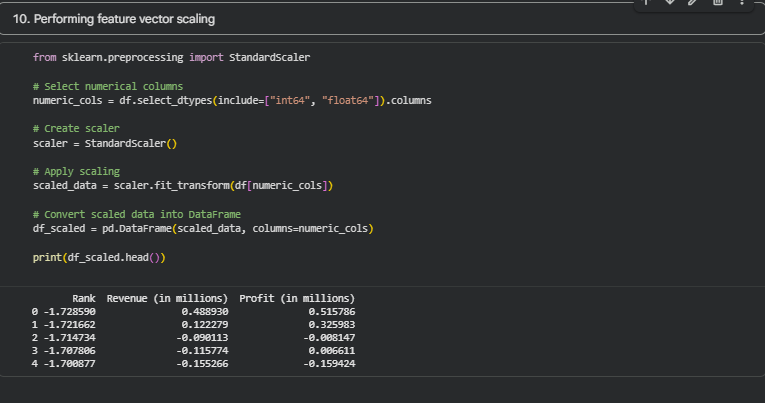 10. Performing feature vector scaling
from sklearn.preprocessing import StandardScaler
# Select numerical columns
numeric_cols = df.select_dtypes(include=["int64", "float64"]).columns
# Create scaler
scaler = StandardScaler()
# Apply scaling
scaled_data = scaler.fit_transform(df[numeric_cols])
# Convert scaled data into DataFrame
df_scaled = pd.DataFrame(scaled_data, columns=numeric_cols)
print(df_scaled.head())
Rank Revenue (in millions) Profit (in millions)
0 -1.728590 0.488930 0.515786
1 -1.721662 0.122279 0.325983
2 -1.714734 -0.090113 -0.008147
3 -1.707806 -0.115774 0.006611
4 -1.700877 -0.155266 -0.159424